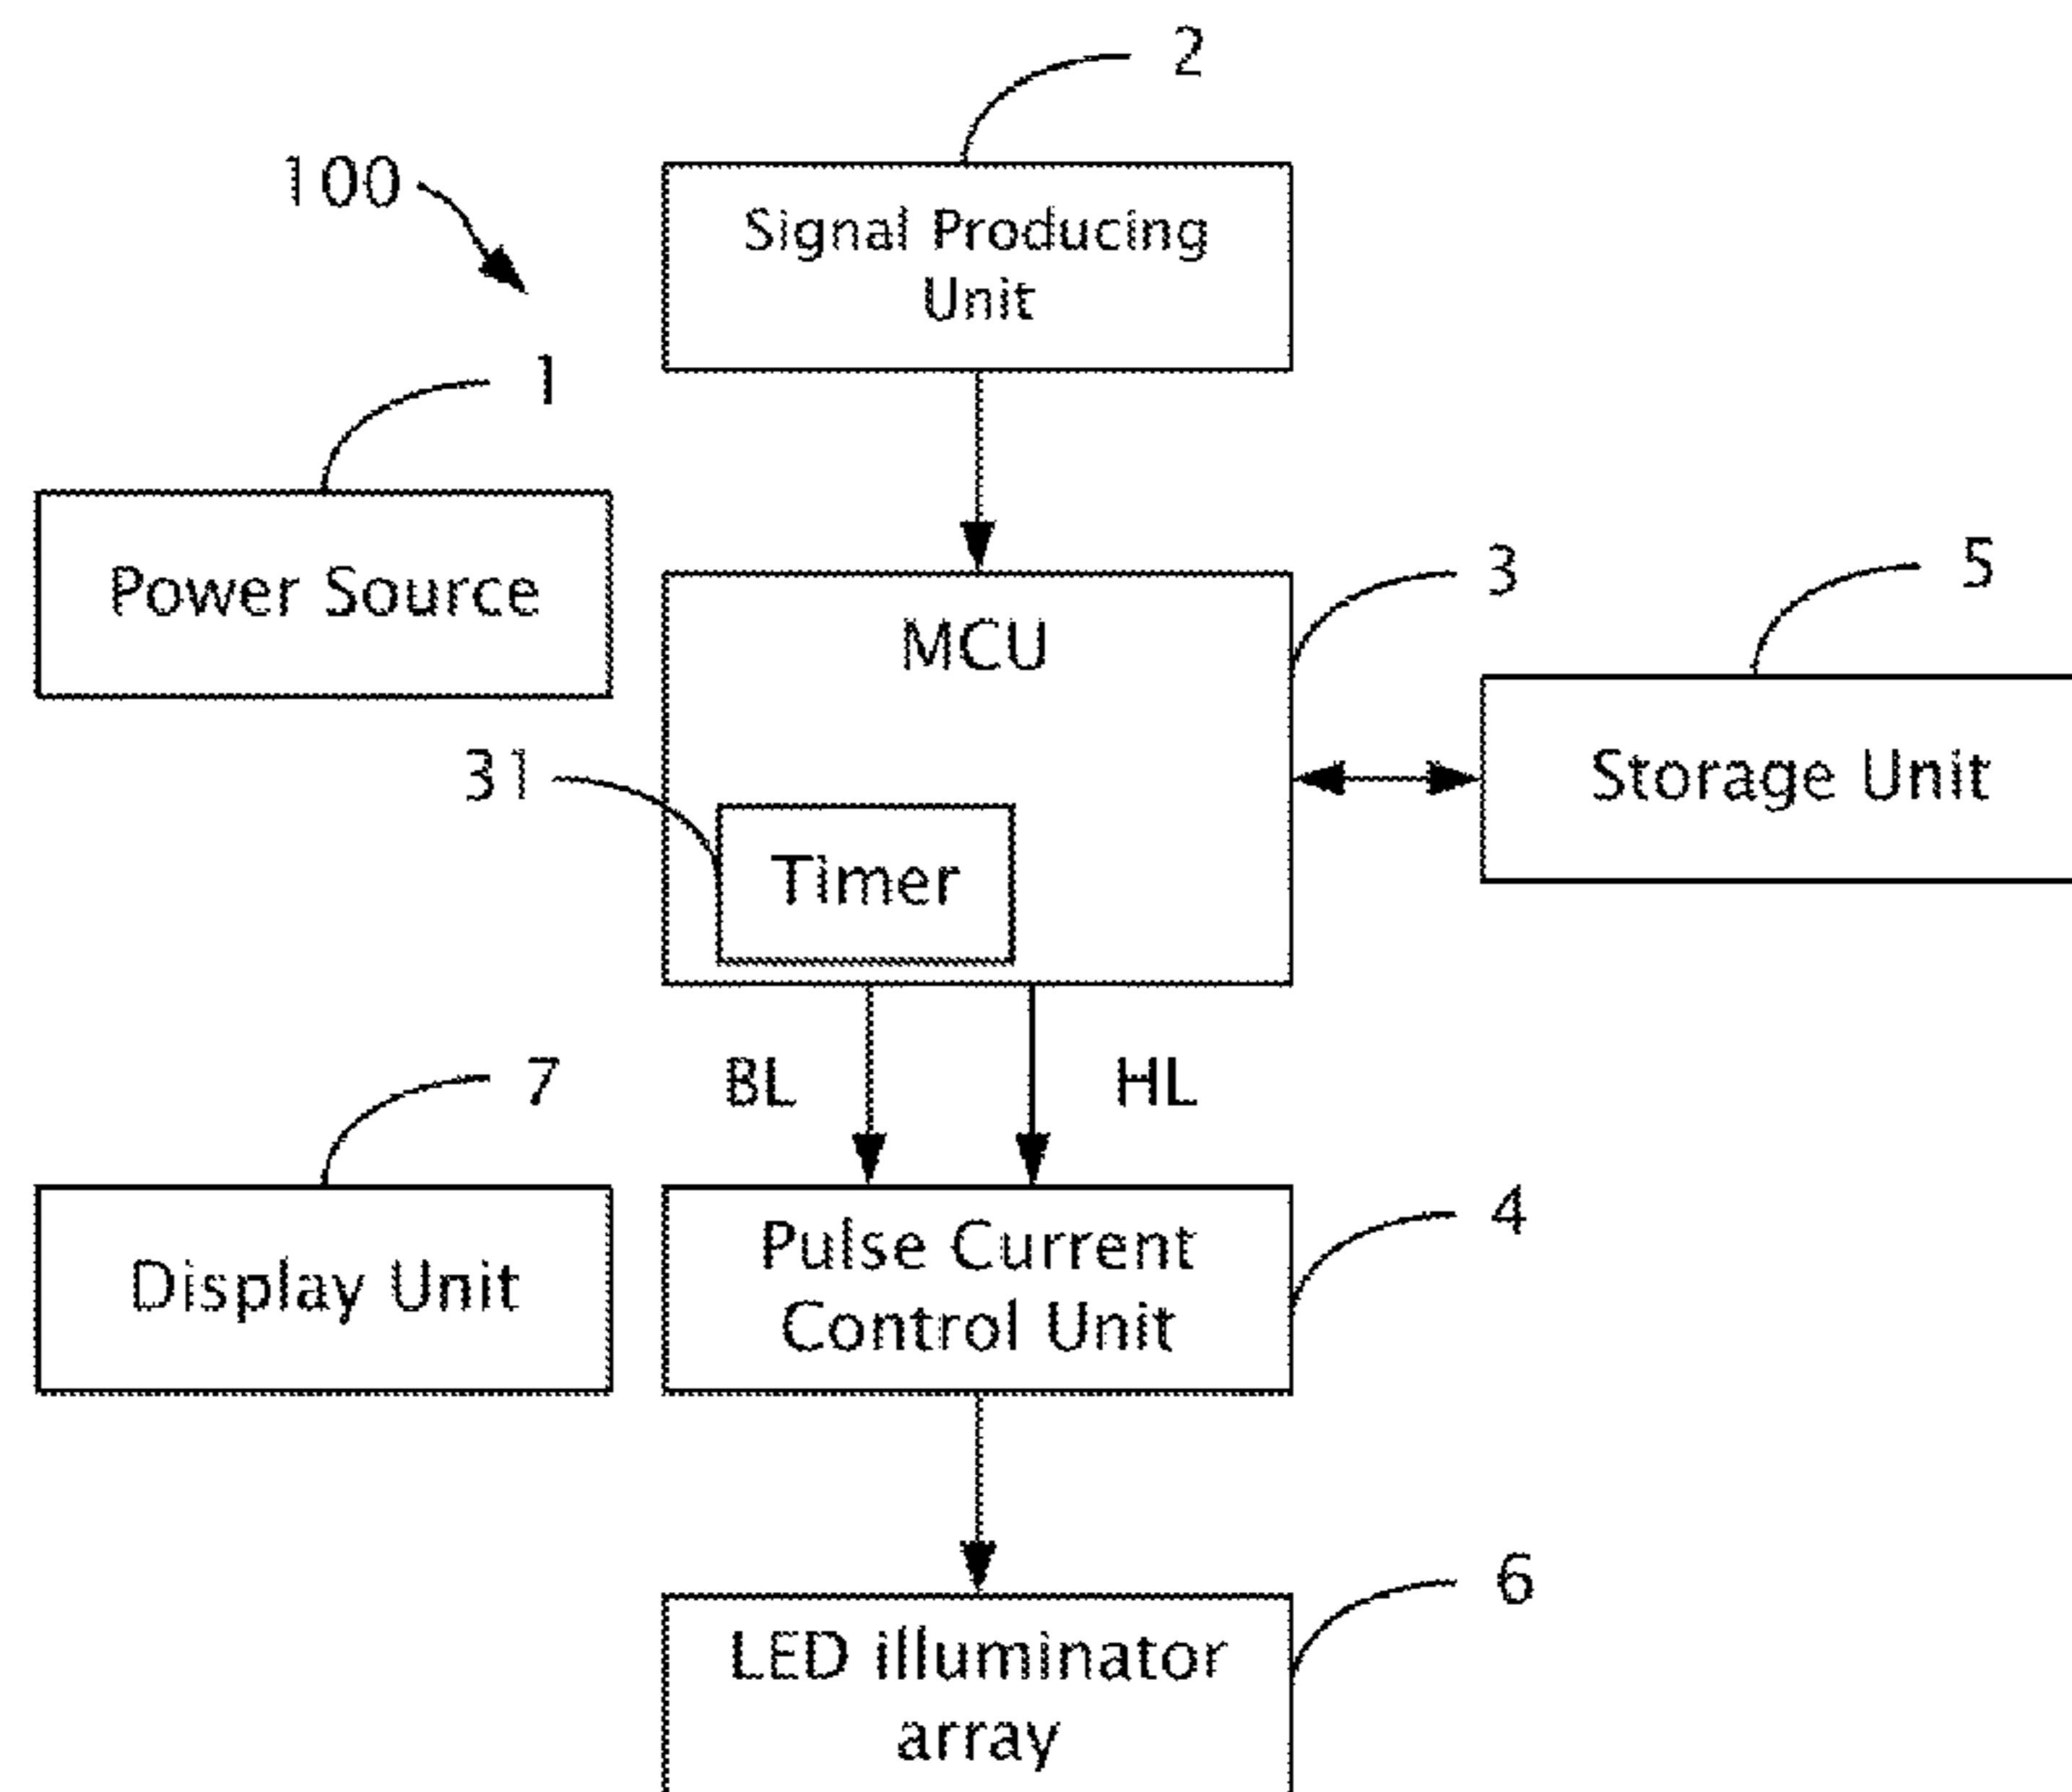 2
100
Signal Producing
Unit
1
Power Source
3
5
MCU
Storage Unit
31
Timer
BL
HL
7
Display Unit
4
Pulse Current
Control Unit
6
LED illuminator
array